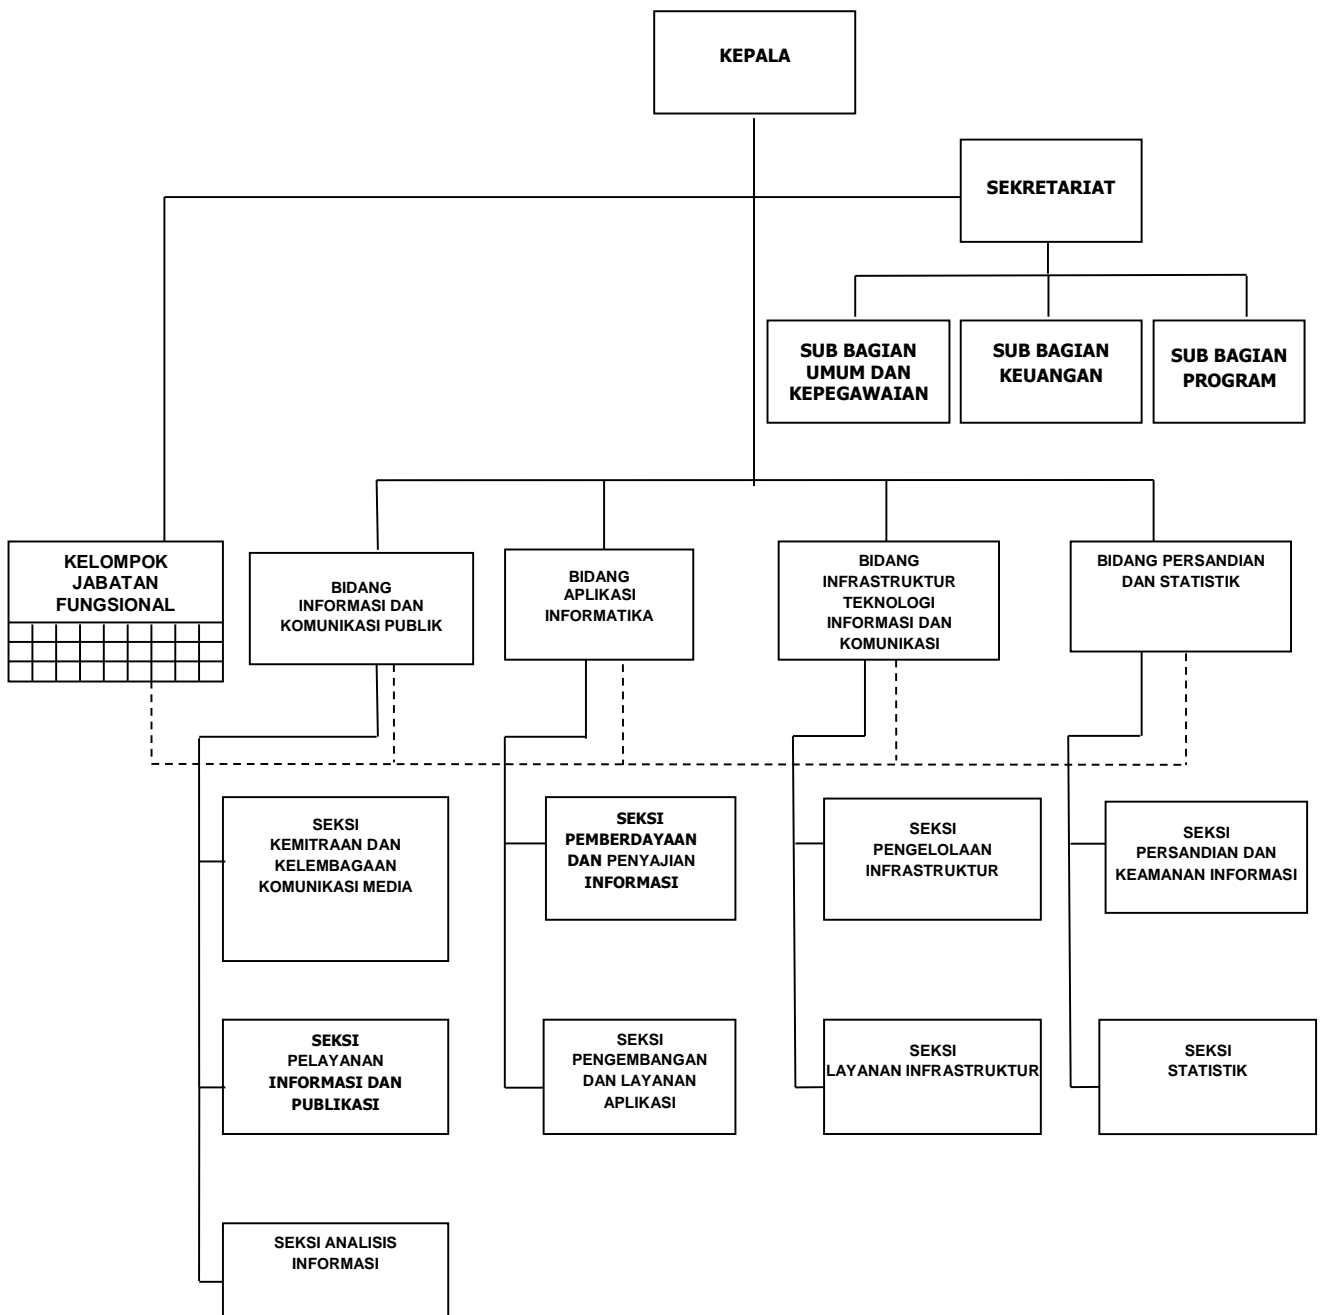 KEPALA
SEKRETARIAT
SUB BAGIAN
UMUM DAN
KEPEGAWAIAN
SUB BAGIAN
KEUANGAN
SUB BAGIAN
PROGRAM
KELOMPOK
JABATAN
FUNGSIONAL
BIDANG
INFORMASI DAN
KOMUNIKASI PUBLIK
BIDANG
APLIKASI
INFORMATIKA
BIDANG
INFRASTRUKTUR
TEKNOLOGI
INFORMASI DAN
KOMUNIKASI
BIDANG PERSANDIAN
DAN STATISTIK
SEKSI
KEMITRAAN DAN
KELEMBAGAAN
KOMUNIKASI MEDIA
SEKSI
PEMBERDAYAAN
DAN PENYAJIAN
INFORMASI
SEKSI
PENGELOLAAN
INFRASTRUKTUR
SEKSI
PERSANDIAN DAN
KEAMANAN INFORMASI
SEKSI
PELAYANAN
INFORMASI DAN
PUBLIKASI
SEKSI
PENGEMBANGAN
DAN LAYANAN
APLIKASI
SEKSI
LAYANAN INFRASTRUKTUR
SEKSI
STATISTIK
SEKSI ANALISIS
INFORMASI